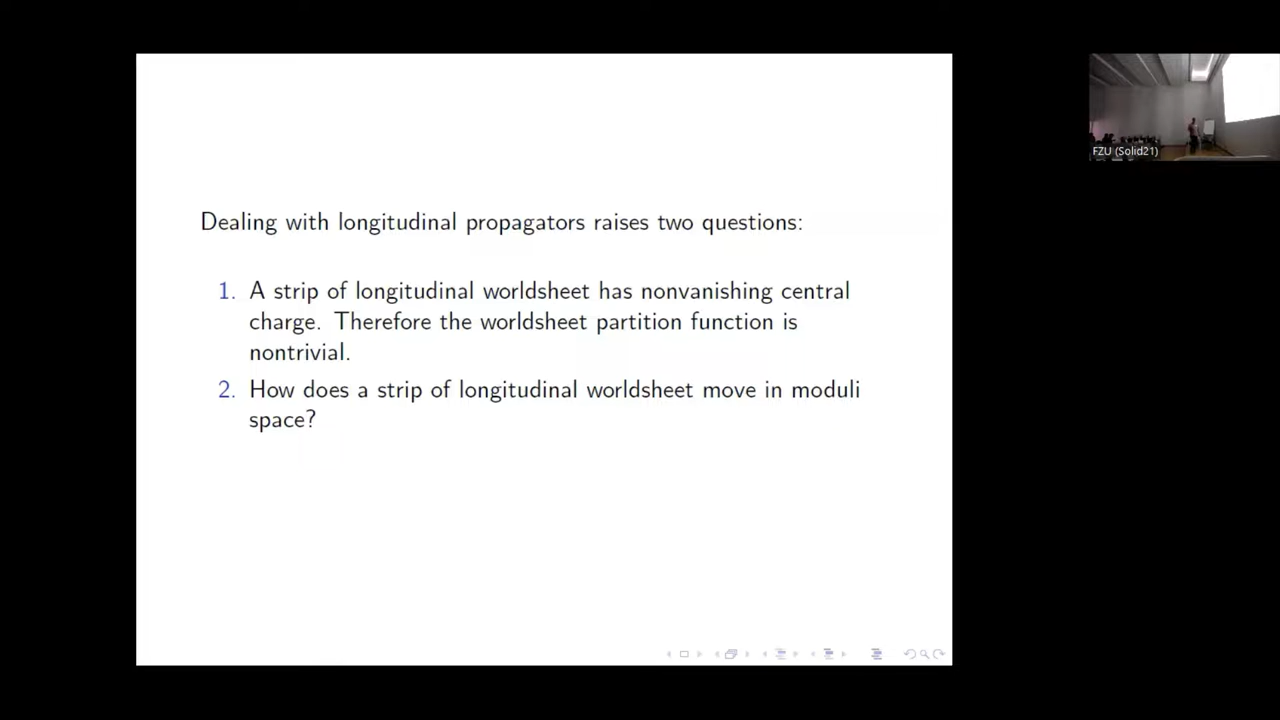 Dealing with longitudinal propagators raises two questions:
1. A strip of longitudinal worldsheet has nonvanishing central
charge. Therefore the worldsheet partition function is
nontrivial.
2. How does a strip of longitudinal worldsheet move in moduli
space?
FZU (Solid21)